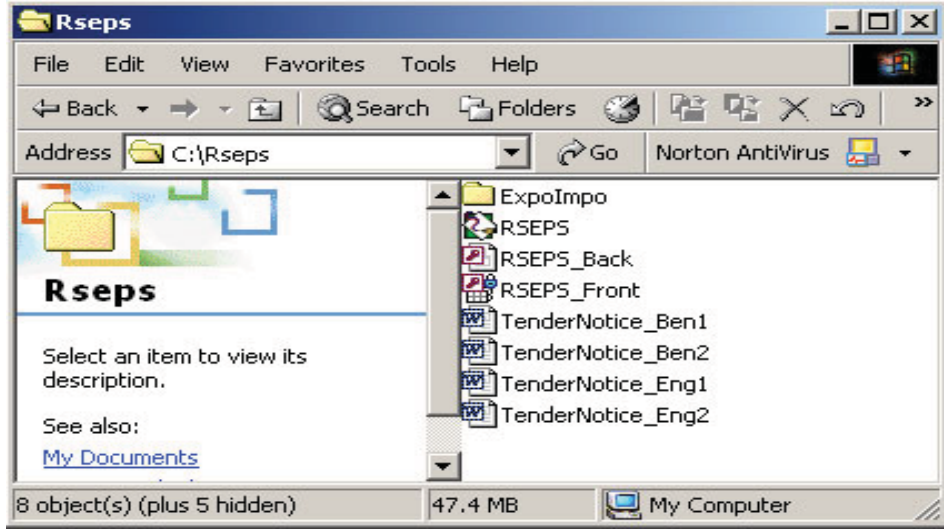 Rseps
File Edit View Favorites Tools Help
Back Search Folders »
Address C:\Rseps Go Norton AntiVirus
Rseps
Select an item to view its
description.
See also:
My Documents
ExpoImpo
RSEPS
RSEPS_Back
RSEPS_Front
TenderNotice_Ben1
TenderNotice_Ben2
TenderNotice_Eng1
TenderNotice_Eng2
8 object(s) (plus 5 hidden) 47.4 MB My Computer